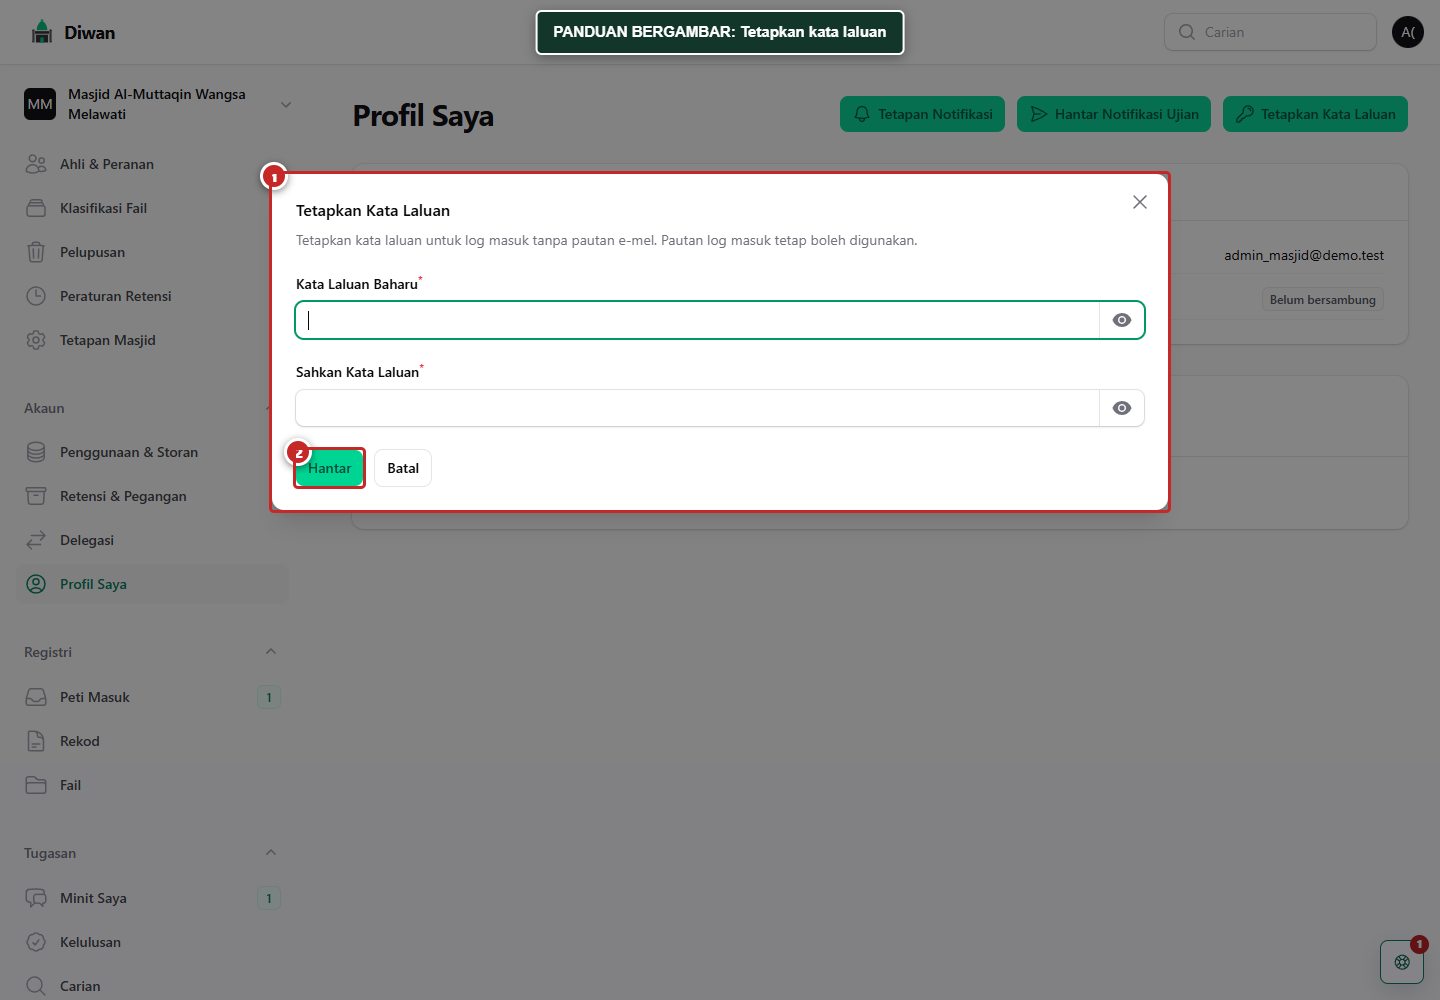 Diwan
PANDUAN BERGAMBAR: Tetapkan kata laluan
Carian
A(
MM
Masjid Al-Muttaqin Wangsa
Melawati
Profil Saya
Tetapan Notifikasi
Hantar Notifikasi Ujian
Tetapkan Kata Laluan
Ahli & Peranan
Klasifikasi Fail
Pelupusan
Peraturan Retensi
Tetapan Masjid
Akaun
Penggunaan & Storan
Retensi & Pegangan
Delegasi
Profil Saya
Registri
Peti Masuk
1
Rekod
Fail
Tugasan
Minit Saya
1
Kelulusan
Carian
1
Tetapkan Kata Laluan
Tetapkan kata laluan untuk log masuk tanpa pautan e-mel. Pautan log masuk tetap boleh digunakan.
Kata Laluan Baharu*
Sahkan Kata Laluan*
2
Hantar
Batal
admin_masjid@demo.test
Belum bersambung
1